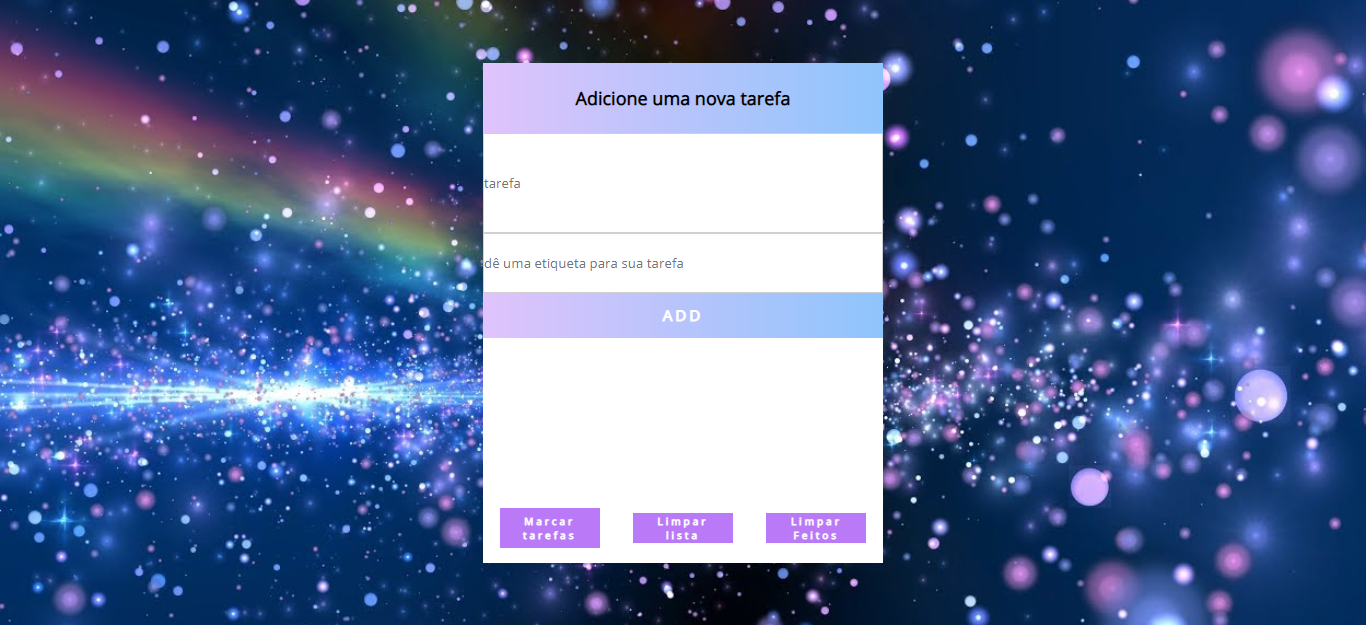 Adicione uma nova tarefa
tarefa
dê uma etiqueta para sua tarefa
ADD
Marcar
tarefas
Limpar
lista
Limpar
Feitos